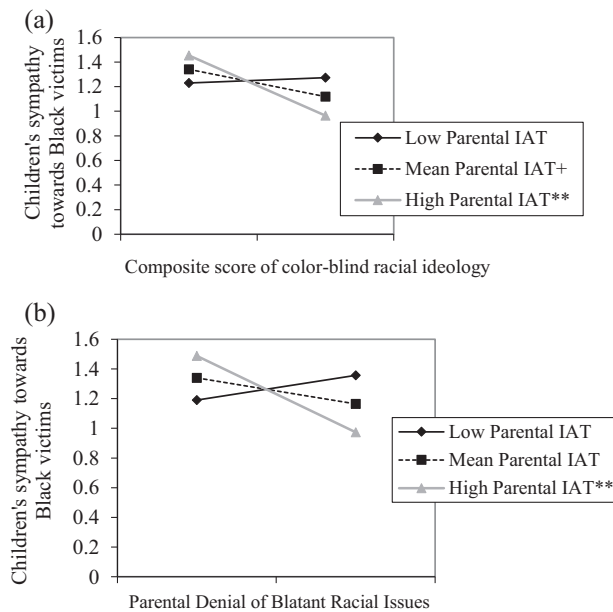 (a)
Children's sympathy
towards Black victims
1.6
1.4
1.2
1
0.8
0.6
0.4
0.2
0
Low Parental IAT
Mean Parental IAT+
High Parental IAT**
Composite score of color-blind racial ideology
(b)
Children's sympathy towards
Black victims
1.6
1.4
1.2
1
0.8
0.6
0.4
0.2
0
Low Parental IAT
Mean Parental IAT
High Parental IAT**
Parental Denial of Blatant Racial Issues